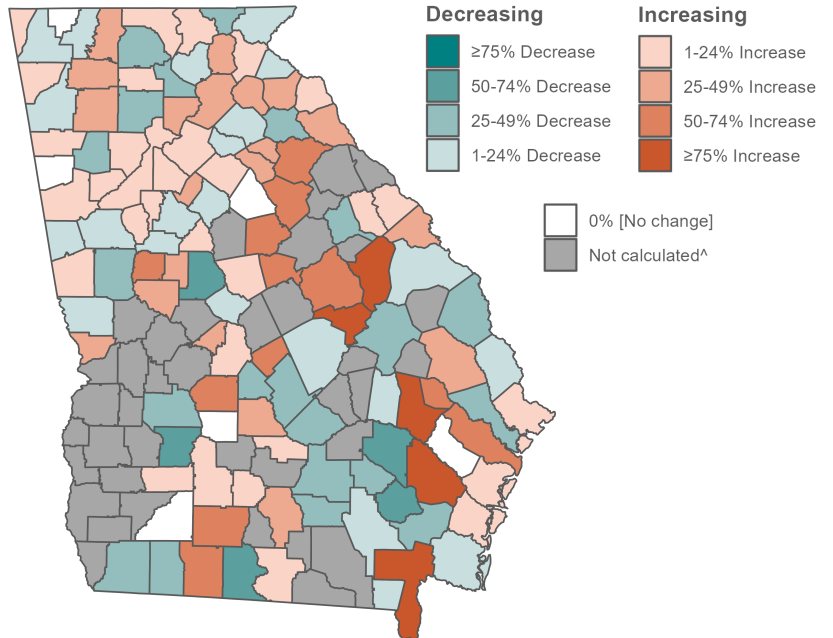 Decreasing
≥75% Decrease
50-74% Decrease
25-49% Decrease
1-24% Decrease
Increasing
1-24% Increase
25-49% Increase
50-74% Increase
≥75% Increase
0% [No change]
Not calculated^